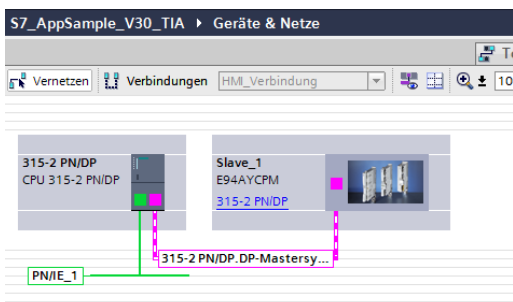 S7_AppSample_V30_TIA ▸ Geräte & Netze
Vernetzen Verbindungen HMI_Verbindung 10
315-2 PN/DP
CPU 315-2 PN/DP
Slave_1
E94AYCPM
315-2 PN/DP
315-2 PN/DP.DP-Mastersy...
PN/IE_1